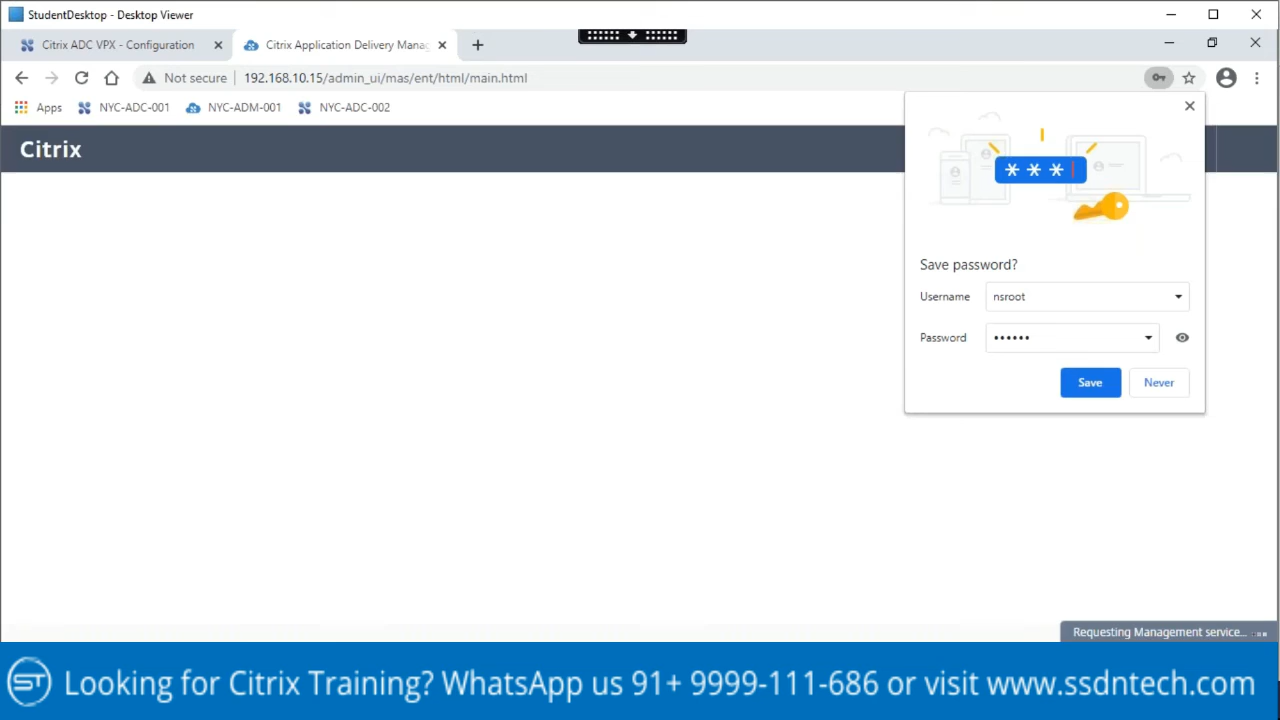 StudentDesktop - Desktop Viewer
Citrix ADC VPX - Configuration
Citrix Application Delivery Mana
Not secure
192.168.10.15/admin_ui/mas/ent/html/main.html
Apps
NYC-ADC-001
NYC-ADM-001
NYC-ADC-002
Citrix
* * *
Save password?
Username
nsroot
Password
••••••
Save
Never
Requesting Management service...
ST
Looking for Citrix Training? WhatsApp us 91+ 9999-111-686 or visit www.ssdntech.com